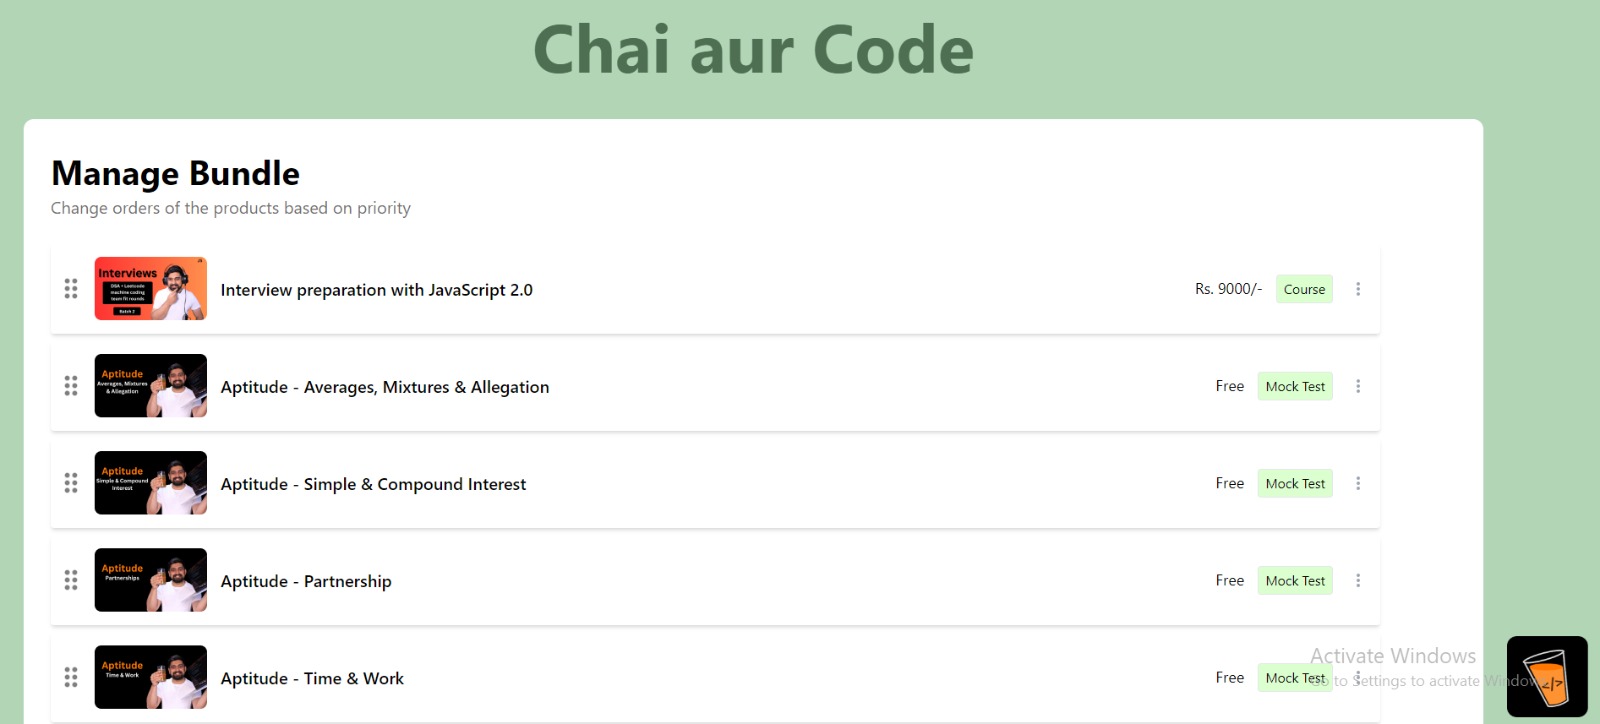 Chai aur Code
Manage Bundle
Change orders of the products based on priority
Interviews
DSA + Leetcode
machine coding
team fit rounds
Batch 2
Interview preparation with JavaScript 2.0
Rs. 9000/-
Course
Aptitude
Averages, Mixtures
& Allegation
Aptitude - Averages, Mixtures & Allegation
Free
Mock Test
Aptitude
Simple & Compound
Interest
Aptitude - Simple & Compound Interest
Free
Mock Test
Aptitude
Partnerships
Aptitude - Partnership
Free
Mock Test
Aptitude
Time & Work
Aptitude - Time & Work
Free
Mock Test
Activate Windows
Go to Settings to activate Windows.